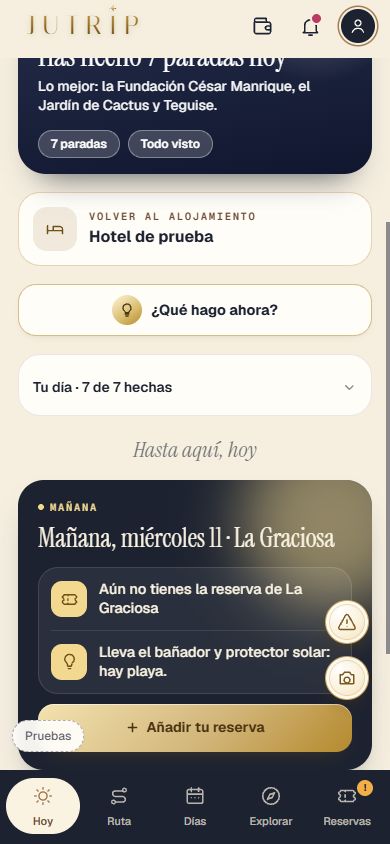 JUTRIP
Has hecho 7 paradas hoy
Lo mejor: la Fundación César Manrique, el
Jardín de Cactus y Teguise.
7 paradas
Todo visto
VOLVER AL ALOJAMIENTO
Hotel de prueba
¿Qué hago ahora?
Tu día · 7 de 7 hechas
Hasta aquí, hoy
MAÑANA
Mañana, miércoles 11 · La Graciosa
Aún no tienes la reserva de La
Graciosa
Lleva el bañador y protector solar:
hay playa.
+ Añadir tu reserva
Pruebas
Hoy
Ruta
Días
Explorar
!
Reservas